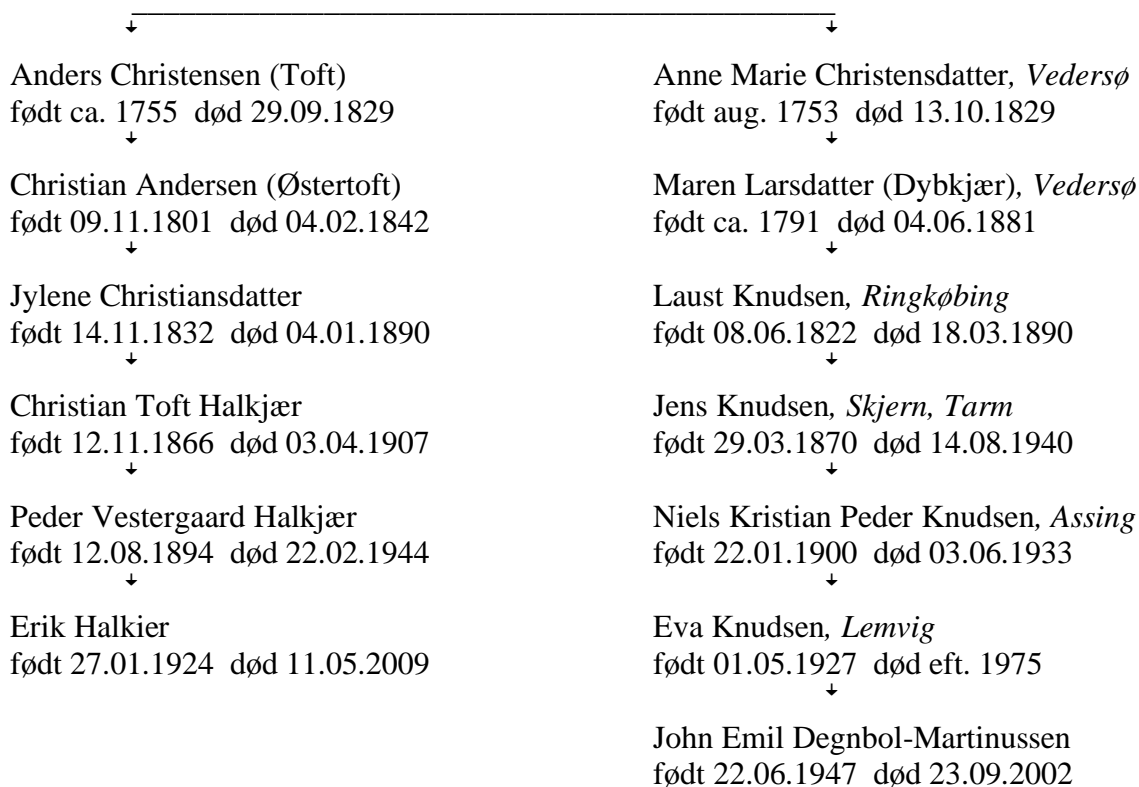 Anders Christensen (Toft)
født ca. 1755 død 29.09.1829
Christian Andersen (Østertoft)
født 09.11.1801 død 04.02.1842
Jylene Christiansdatter
født 14.11.1832 død 04.01.1890
Christian Toft Halkjær
født 12.11.1866 død 03.04.1907
Peder Vestergaard Halkjær
født 12.08.1894 død 22.02.1944
Erik Halkier
født 27.01.1924 død 11.05.2009
Anne Marie Christensdatter, Vedersø
født aug. 1753 død 13.10.1829
Maren Larsdatter (Dybkjær), Vedersø
født ca. 1791 død 04.06.1881
Laust Knudsen, Ringkøbing
født 08.06.1822 død 18.03.1890
Jens Knudsen, Skjern, Tarm
født 29.03.1870 død 14.08.1940
Niels Kristian Peder Knudsen, Assing
født 22.01.1900 død 03.06.1933
Eva Knudsen, Lemvig
født 01.05.1927 død eft. 1975
John Emil Degnbol-Martinussen
født 22.06.1947 død 23.09.2002